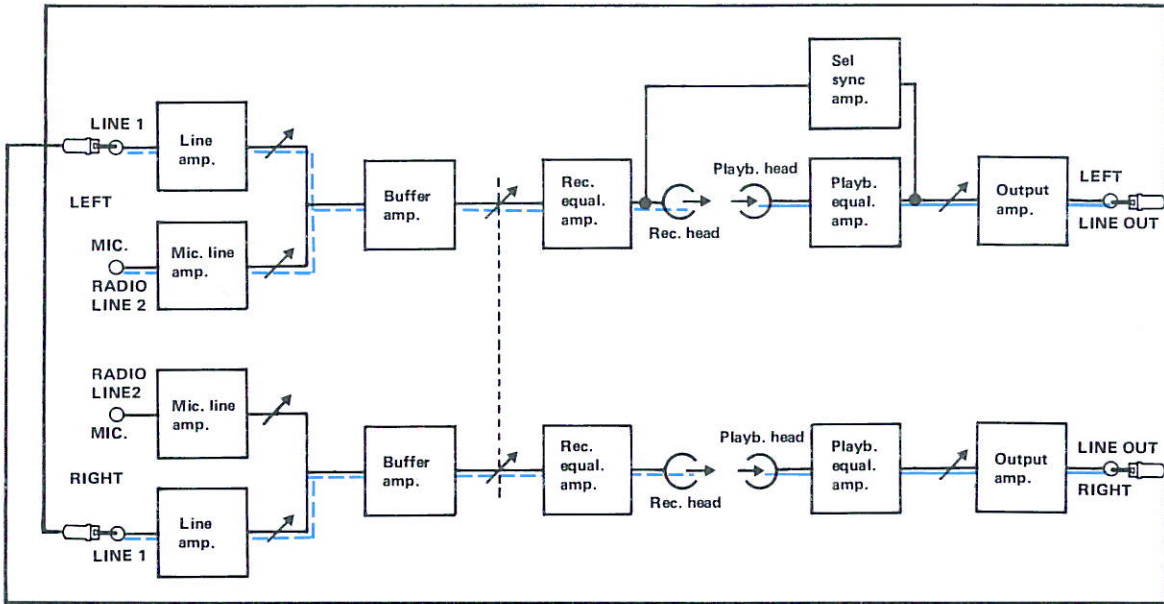 Sel
sync
amp.
LINE 1
Line
amp.
LEFT
MIC.
RADIO
LINE 2
Mic. line
amp.
Buffer
amp.
Rec.
equal.
amp.
Rec. head
Playb. head
Playb.
equal.
amp.
Output
amp.
LEFT
LINE OUT
RADIO
LINE2
MIC.
Mic. line
amp.
RIGHT
LINE 1
Line
amp.
Buffer
amp.
Rec.
equal.
amp.
Rec. head
Playb. head
Playb.
equal.
amp.
Output
amp.
LINE OUT
RIGHT